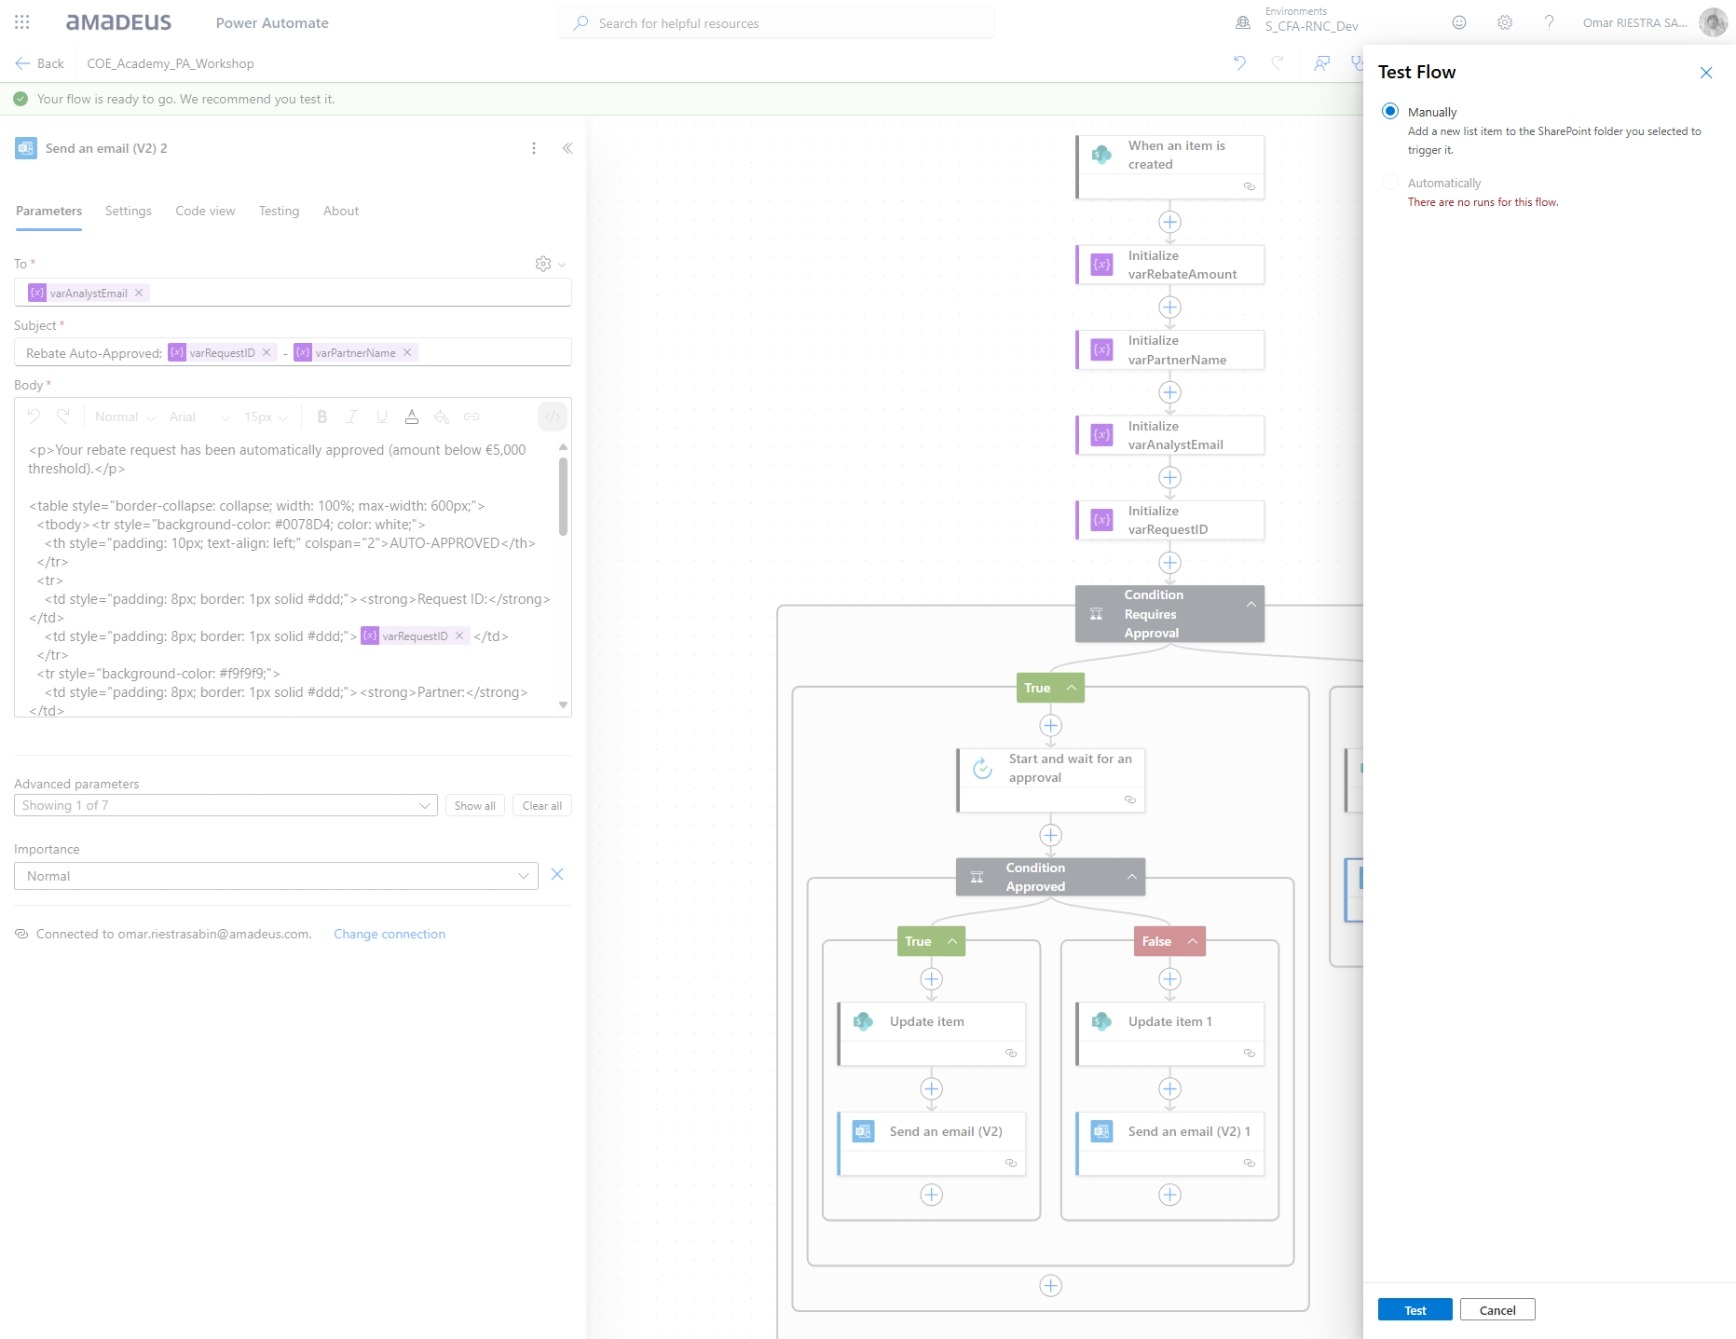 amadeus
Power Automate
Search for helpful resources
Environments
S_CFA-RNC_Dev
Omar RIESTRA SA...
Back
COE_Academy_PA_Workshop
Your flow is ready to go. We recommend you test it.
Send an email (V2) 2
Parameters
Settings
Code view
Testing
About
To *
varAnalystEmail
Subject *
Rebate Auto-Approved: varRequestID - varPartnerName
Body *
Normal
Arial
15px
B I U A </>
<p>Your rebate request has been automatically approved (amount below €5,000
threshold).</p>
<table style="border-collapse: collapse; width: 100%; max-width: 600px;">
<tbody><tr style="background-color: #0078D4; color: white;">
<th style="padding: 10px; text-align: left;" colspan="2">AUTO-APPROVED</th>
</tr>
<tr>
<td style="padding: 8px; border: 1px solid #ddd;"><strong>Request ID:</strong>
</td>
<td style="padding: 8px; border: 1px solid #ddd;"> varRequestID </td>
</tr>
<tr style="background-color: #f9f9f9;">
<td style="padding: 8px; border: 1px solid #ddd;"><strong>Partner:</strong>
</td>
Advanced parameters
Showing 1 of 7
Show all
Clear all
Importance
Normal
Connected to omar.riestrasabin@amadeus.com.
Change connection
When an item is
created
Initialize
varRebateAmount
Initialize
varPartnerName
Initialize
varAnalystEmail
Initialize
varRequestID
Condition
Requires
Approval
True
Start and wait for an
approval
Condition
Approved
True
False
Update item
Update item 1
Send an email (V2)
Send an email (V2) 1
Test Flow
Manually
Add a new list item to the SharePoint folder you selected to
trigger it.
Automatically
There are no runs for this flow.
Test
Cancel